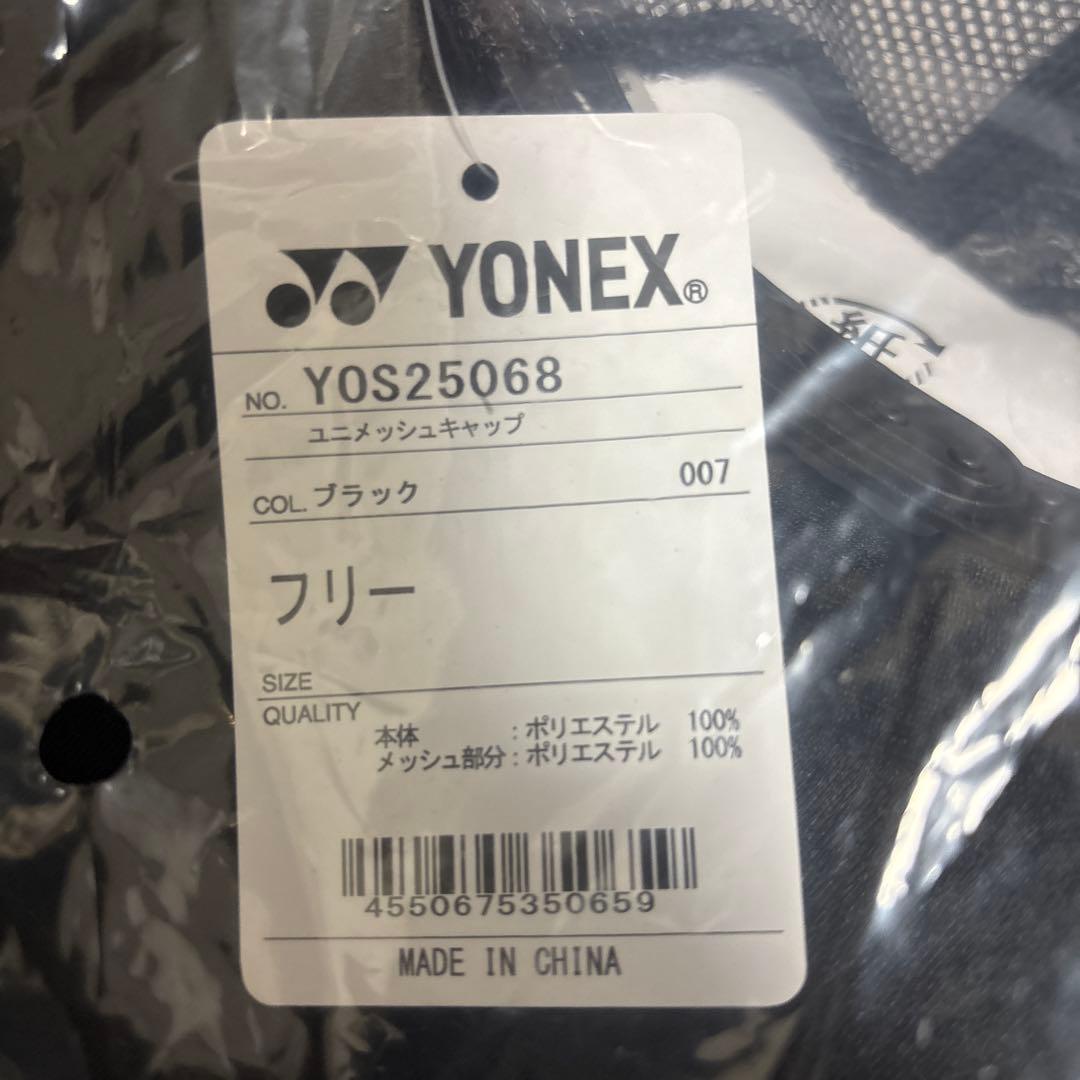 YONEX®
NO. YOS25068
ユニメッシュキャップ
COL. ブラック 007
フリー
SIZE
QUALITY
本体 : ポリエステル 100%
メッシュ部分 : ポリエステル 100%
4550675350659
MADE IN CHINA
紙